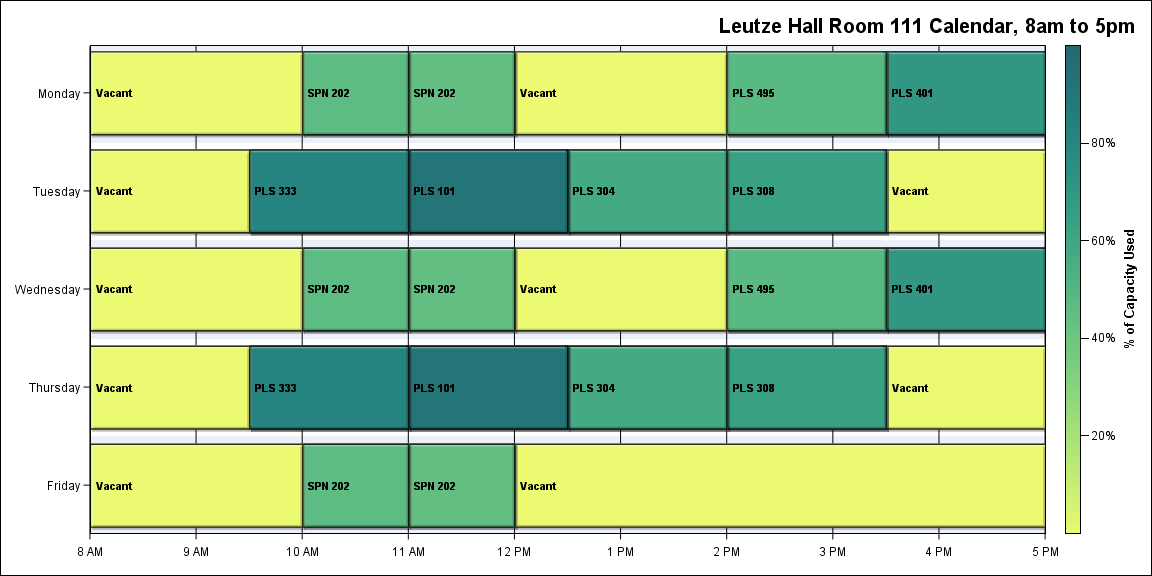 Leutze Hall Room 111 Calendar, 8am to 5pm
Monday
Vacant
SPN 202
SPN 202
Vacant
PLS 495
PLS 401
Tuesday
Vacant
PLS 333
PLS 101
PLS 304
PLS 308
Vacant
Wednesday
Vacant
SPN 202
SPN 202
Vacant
PLS 495
PLS 401
Thursday
Vacant
PLS 333
PLS 101
PLS 304
PLS 308
Vacant
Friday
Vacant
SPN 202
SPN 202
Vacant
8 AM
9 AM
10 AM
11 AM
12 PM
1 PM
2 PM
3 PM
4 PM
5 PM
80%
60%
40%
20%
% of Capacity Used